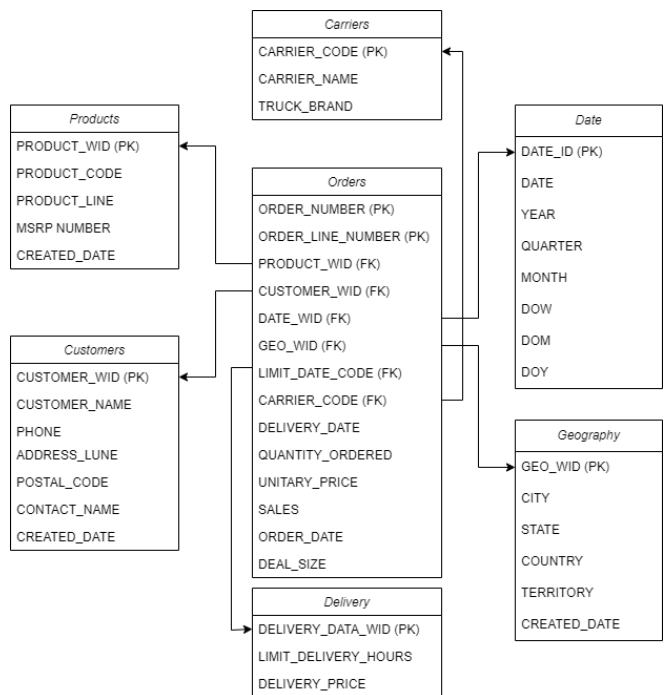 Carriers
CARRIER_CODE (PK)
CARRIER_NAME
TRUCK_BRAND
Products
PRODUCT_WID (PK)
PRODUCT_CODE
PRODUCT_LINE
MSRP NUMBER
CREATED_DATE
Date
DATE_ID (PK)
DATE
YEAR
QUARTER
MONTH
DOW
DOM
DOY
Orders
ORDER_NUMBER (PK)
ORDER_LINE_NUMBER (PK)
PRODUCT_WID (FK)
CUSTOMER_WID (FK)
DATE_WID (FK)
GEO_WID (FK)
LIMIT_DATE_CODE (FK)
CARRIER_CODE (FK)
DELIVERY_DATE
QUANTITY_ORDERED
UNITARY_PRICE
SALES
ORDER_DATE
DEAL_SIZE
Customers
CUSTOMER_WID (PK)
CUSTOMER_NAME
PHONE
ADDRESS_LUNE
POSTAL_CODE
CONTACT_NAME
CREATED_DATE
Geography
GEO_WID (PK)
CITY
STATE
COUNTRY
TERRITORY
CREATED_DATE
Delivery
DELIVERY_DATA_WID (PK)
LIMIT_DELIVERY_HOURS
DELIVERY_PRICE